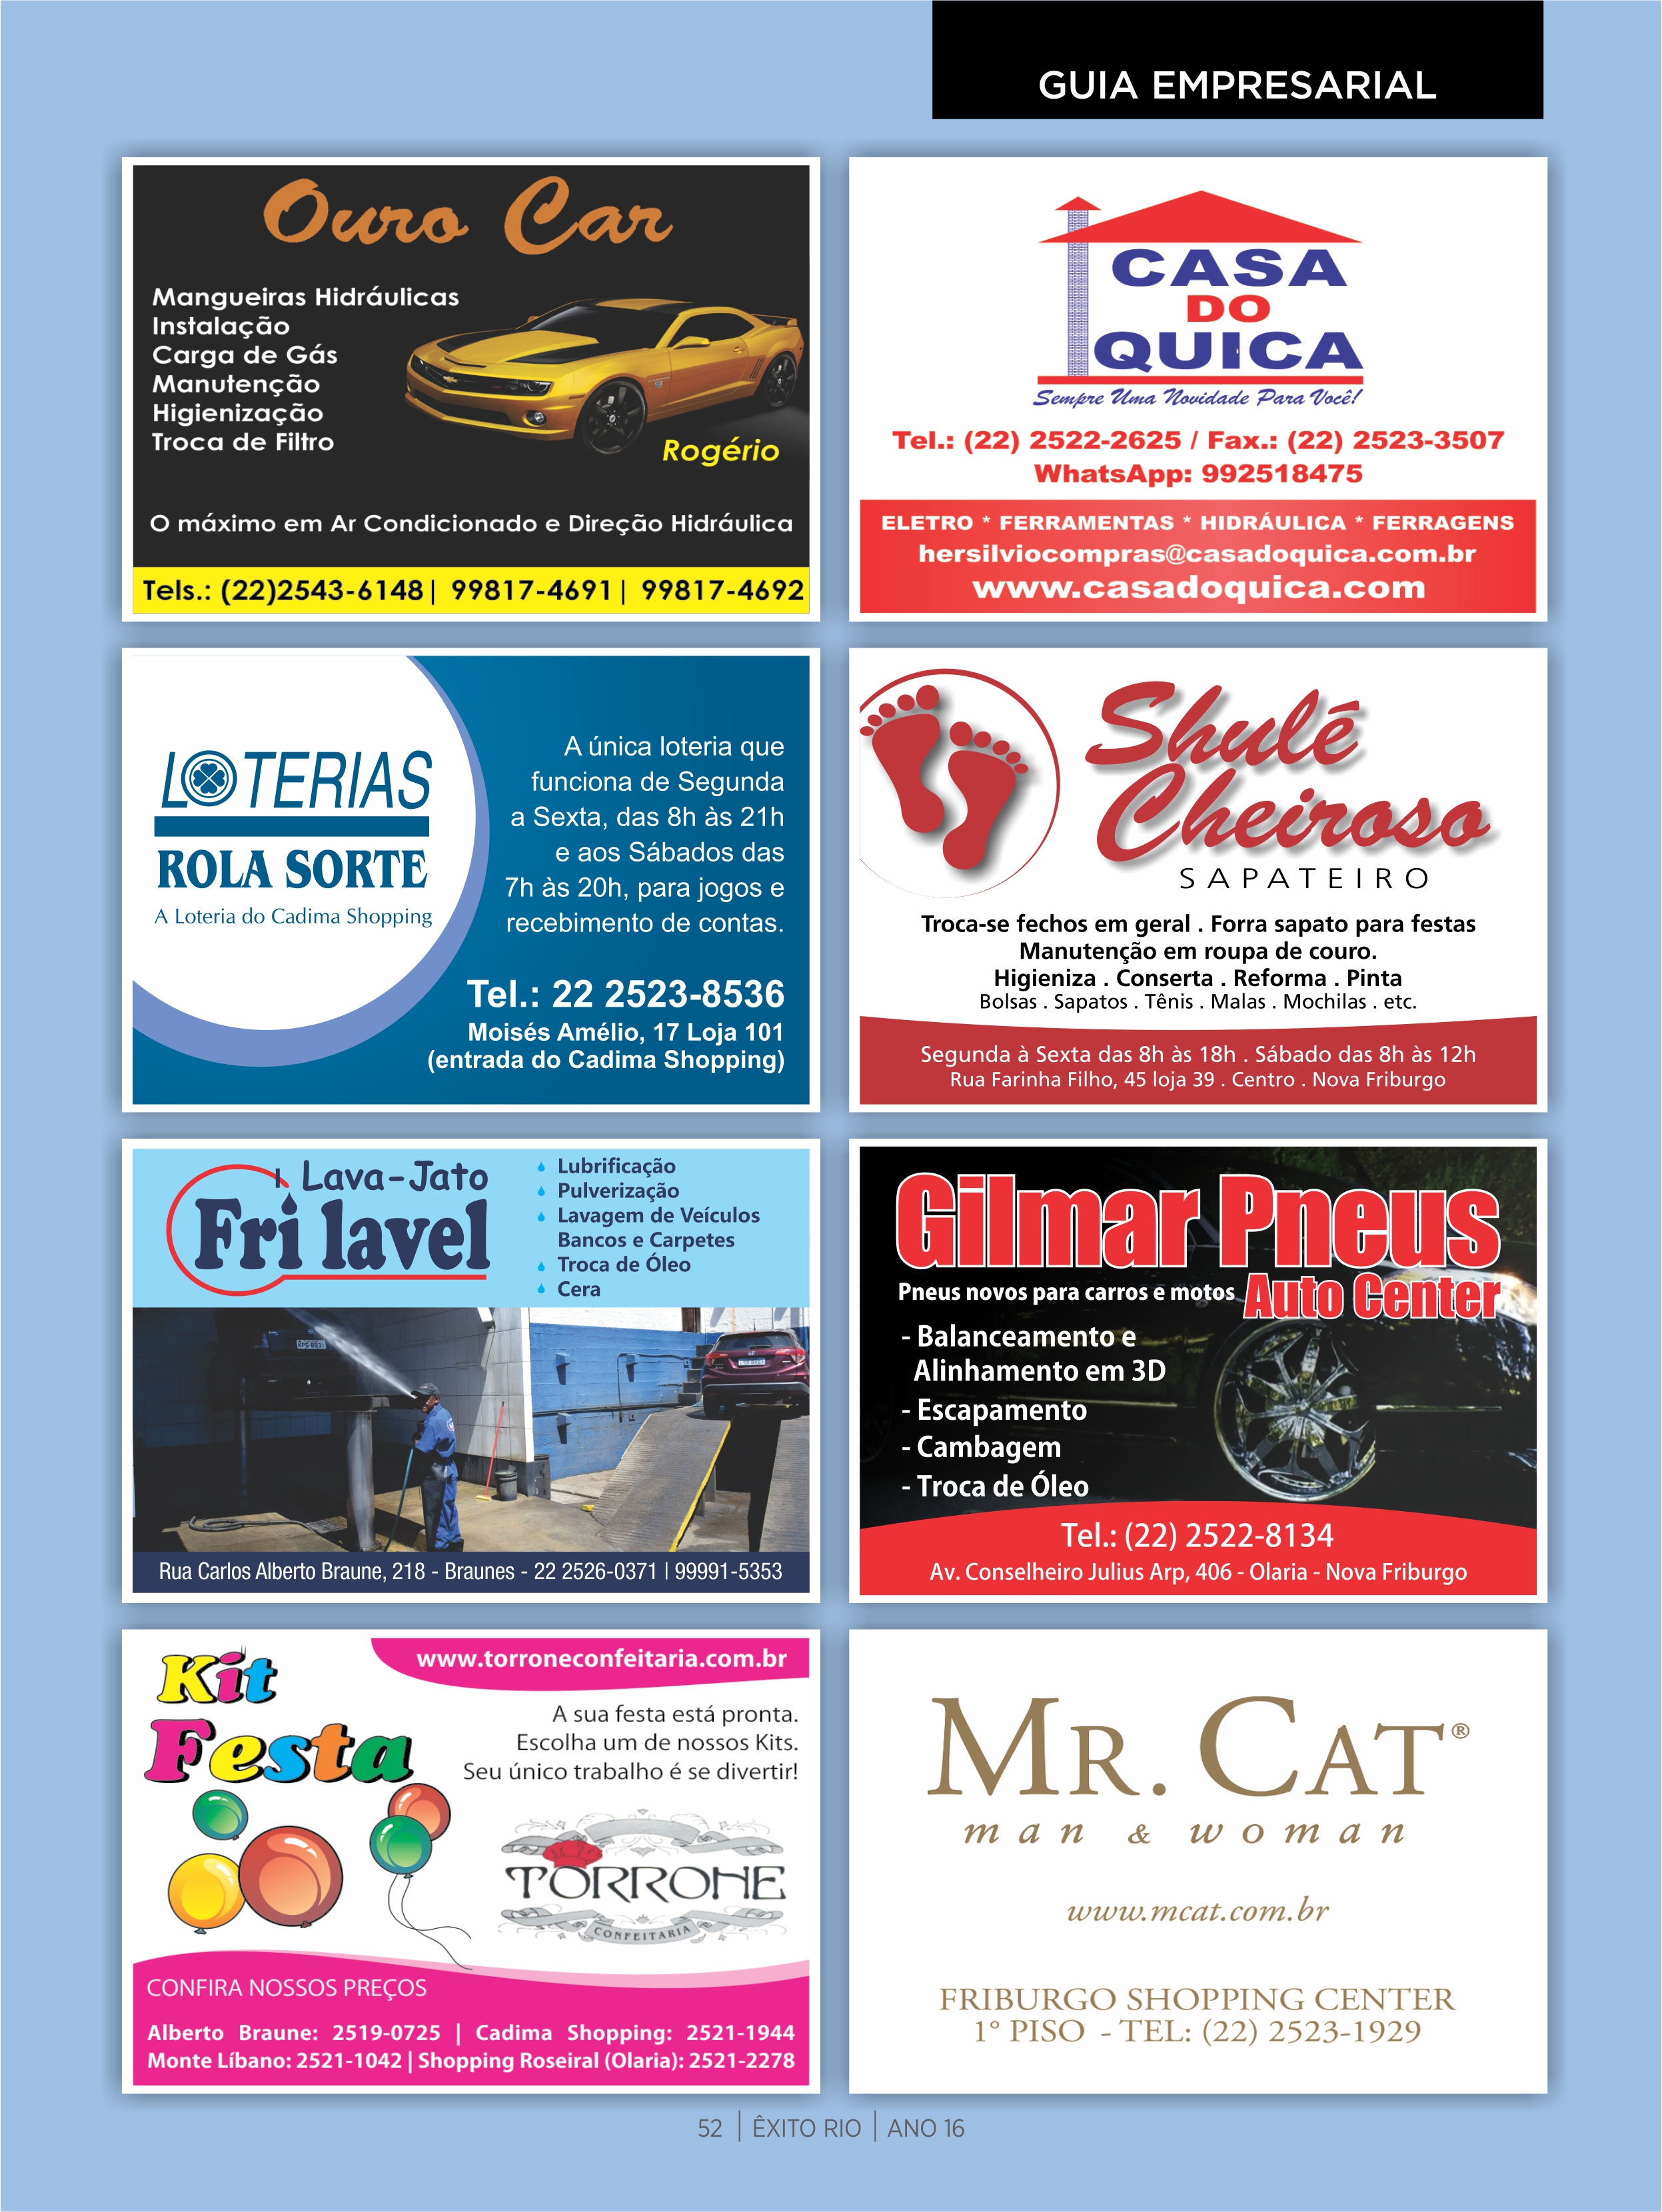 GUIA EMPRESARIAL
Ouro Car
Mangueiras Hidráulicas
Instalação
Carga de Gás
Manutenção
Higienização
Troca de Filtro
Rogério
O máximo em Ar Condicionado e Direção Hidráulica
Tels.: (22)2543-6148| 99817-4691| 99817-4692
CASA
DO
QUICA
Sempre Uma Novidade Para Você!
Tel.: (22) 2522-2625 / Fax.: (22) 2523-3507
WhatsApp: 992518475
ELETRO * FERRAMENTAS * HIDRÁULICA * FERRAGENS
hersilviocompras@casadoquica.com.br
www.casadoquica.com
LOTERIAS
ROLA SORTE
A Loteria do Cadima Shopping
A única loteria que
funciona de Segunda
a Sexta, das 8h às 21h
e aos Sábados das
7h às 20h, para jogos e
recebimento de contas.
Tel.: 22 2523-8536
Moisés Amélio, 17 Loja 101
(entrada do Cadima Shopping)
Shulé
Cheiroso
SAPATEIRO
Troca-se fechos em geral . Forra sapato para festas
Manutenção em roupa de couro.
Higieniza . Conserta . Reforma . Pinta
Bolsas . Sapatos . Tênis . Malas . Mochilas . etc.
Segunda à Sexta das 8h às 18h . Sábado das 8h às 12h
Rua Farinha Filho, 45 loja 39 . Centro . Nova Friburgo
Lava-Jato
Fri lavel
Lubrificação
Pulverização
Lavagem de Veículos
Bancos e Carpetes
Troca de Óleo
Cera
Rua Carlos Alberto Braune, 218 - Braunes - 22 2526-0371 | 99991-5353
Gilmar Pneus
Pneus novos para carros e motos Auto Center
- Balanceamento e
Alinhamento em 3D
- Escapamento
- Cambagem
- Troca de Óleo
Tel.: (22) 2522-8134
Av. Conselheiro Julius Arp, 406 - Olaria - Nova Friburgo
Kit
Festa
www.torroneconfeitaria.com.br
A sua festa está pronta.
Escolha um de nossos Kits.
Seu único trabalho é se divertir!
TORRONE
CONFEITARIA
CONFIRA NOSSOS PREÇOS
Alberto Braune: 2519-0725 | Cadima Shopping: 2521-1944
Monte Líbano: 2521-1042 | Shopping Roseiral (Olaria): 2521-2278
MR. CAT®
man & woman
www.mcat.com.br
FRIBURGO SHOPPING CENTER
1º PISO - TEL: (22) 2523-1929
52 | ÊXITO RIO | ANO 16